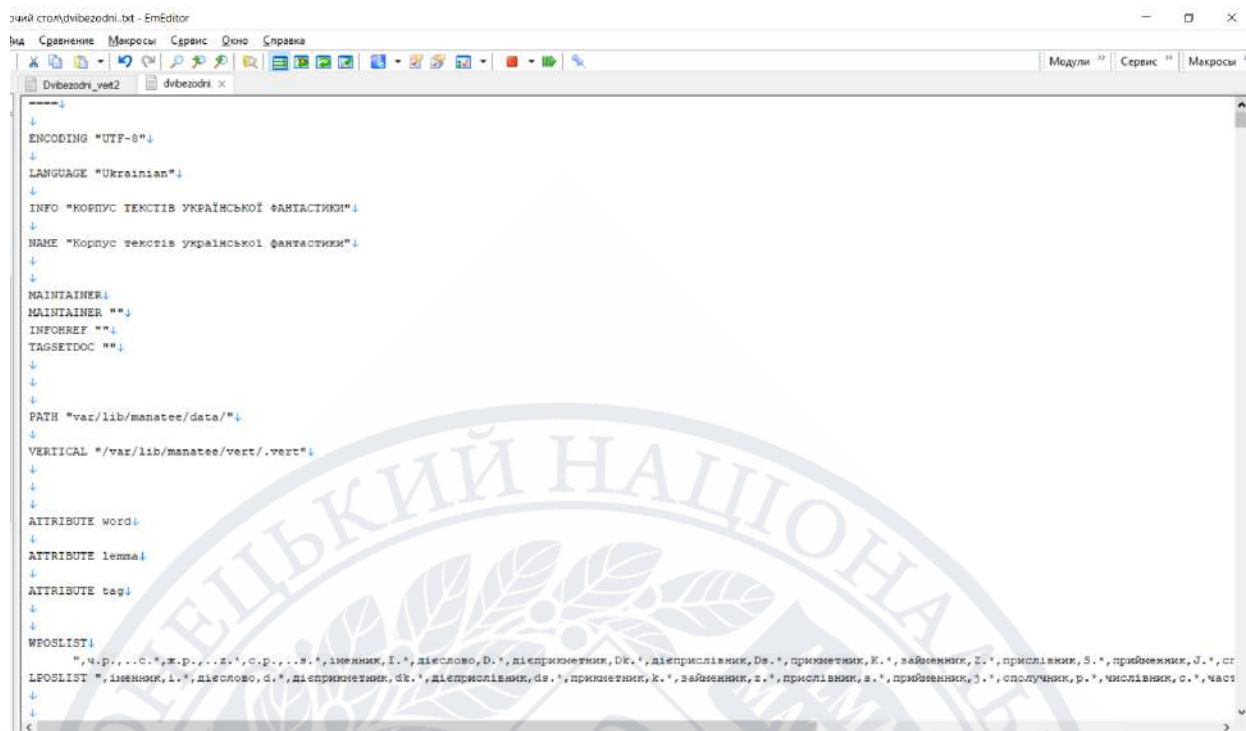 очий стол\dvibezodni..txt - EmEditor
ид Сравнение Макросы Сервис Окно Справка
Модули Сервис Макросы
Dvibezodni_vert2 dvibezodni.
----↓
↓
ENCODING "UTF-8"↓
↓
LANGUAGE "Ukrainian"↓
↓
INFO "КОРПУС ТЕКСТІВ УКРАЇНСЬКОЇ ФАНТАСТИКИ"↓
↓
NAME "Корпус текстів української фантастики"↓
↓
↓
MAINTAINER↓
MAINTAINER ""↓
INFOHREF ""↓
TAGSETDOC ""↓
↓
↓
↓
PATH "var/lib/manatee/data/"↓
↓
VERTICAL "/var/lib/manatee/vert/.vert"↓
↓
↓
↓
ATTRIBUTE word↓
↓
ATTRIBUTE lemma↓
↓
ATTRIBUTE tag↓
↓
↓
WPOSLIST↓
",ч.р.,..c.*,ж.р.,..z.*,с.р.,..s.*,іменник,I.*,дієслово,D.*,дієприкметник,Dk.*,дієприслівник,Ds.*,прикметник,K.*,займенник,Z.*,прислівник,S.*,прийменник,J.*,сп
LPOSLIST ",іменник,i.*,дієслово,d.*,дієприкметник,dk.*,дієприслівник,ds.*,прикметник,k.*,займенник,z.*,прислівник,s.*,прийменник,j.*,сполучник,p.*,числівник,c.*,част
↓
↓
ОНЕЦЬКИЙ НАЦІОНАЛЬ